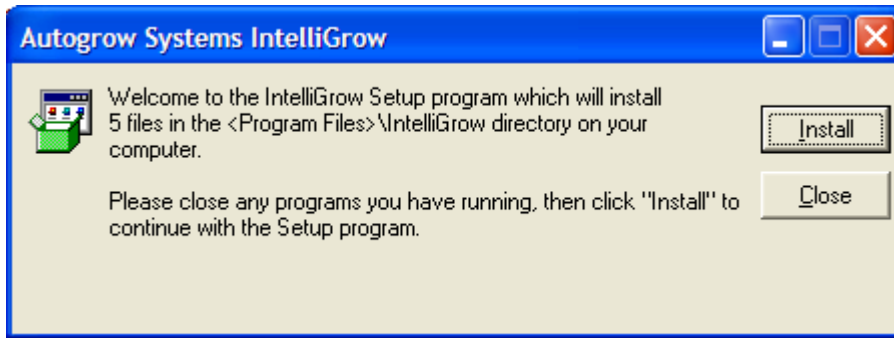 Autogrow Systems IntelliGrow
Welcome to the IntelliGrow Setup program which will install
5 files in the <Program Files>\IntelliGrow directory on your
computer.
Please close any programs you have running, then click "Install" to
continue with the Setup program.
Install
Close